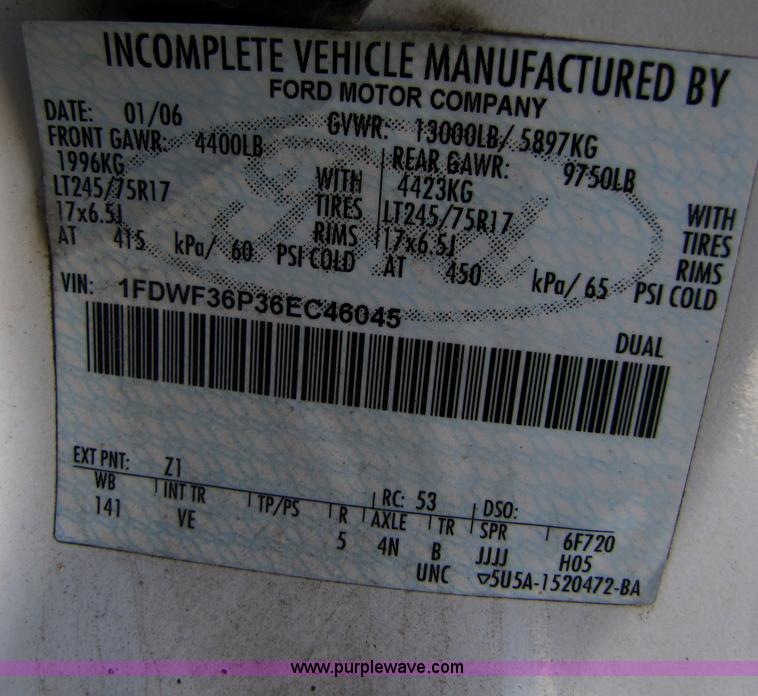 INCOMPLETE VEHICLE MANUFACTURED BY
FORD MOTOR COMPANY
DATE: 01/06 GVWR: 13000LB/ 5897KG
FRONT GAWR: 4400LB REAR GAWR: 9750LB
1996KG WITH 4423KG WITH
LT245/75R17 TIRES LT245/75R17 TIRES
17x6.5J RIMS 17x6.5J RIMS
AT 415 kPa/ 60 PSI COLD AT 450 kPa/ 65 PSI COLD
VIN: 1FDWF36P36EC46045
DUAL
EXT PNT: Z1 RC: 53 DSO:
WB INT TR TP/PS R AXLE TR SPR 6F720
141 VE 5 4N B JJJJ H05
UNC ▽5U5A-1520472-BA
www.purplewave.com